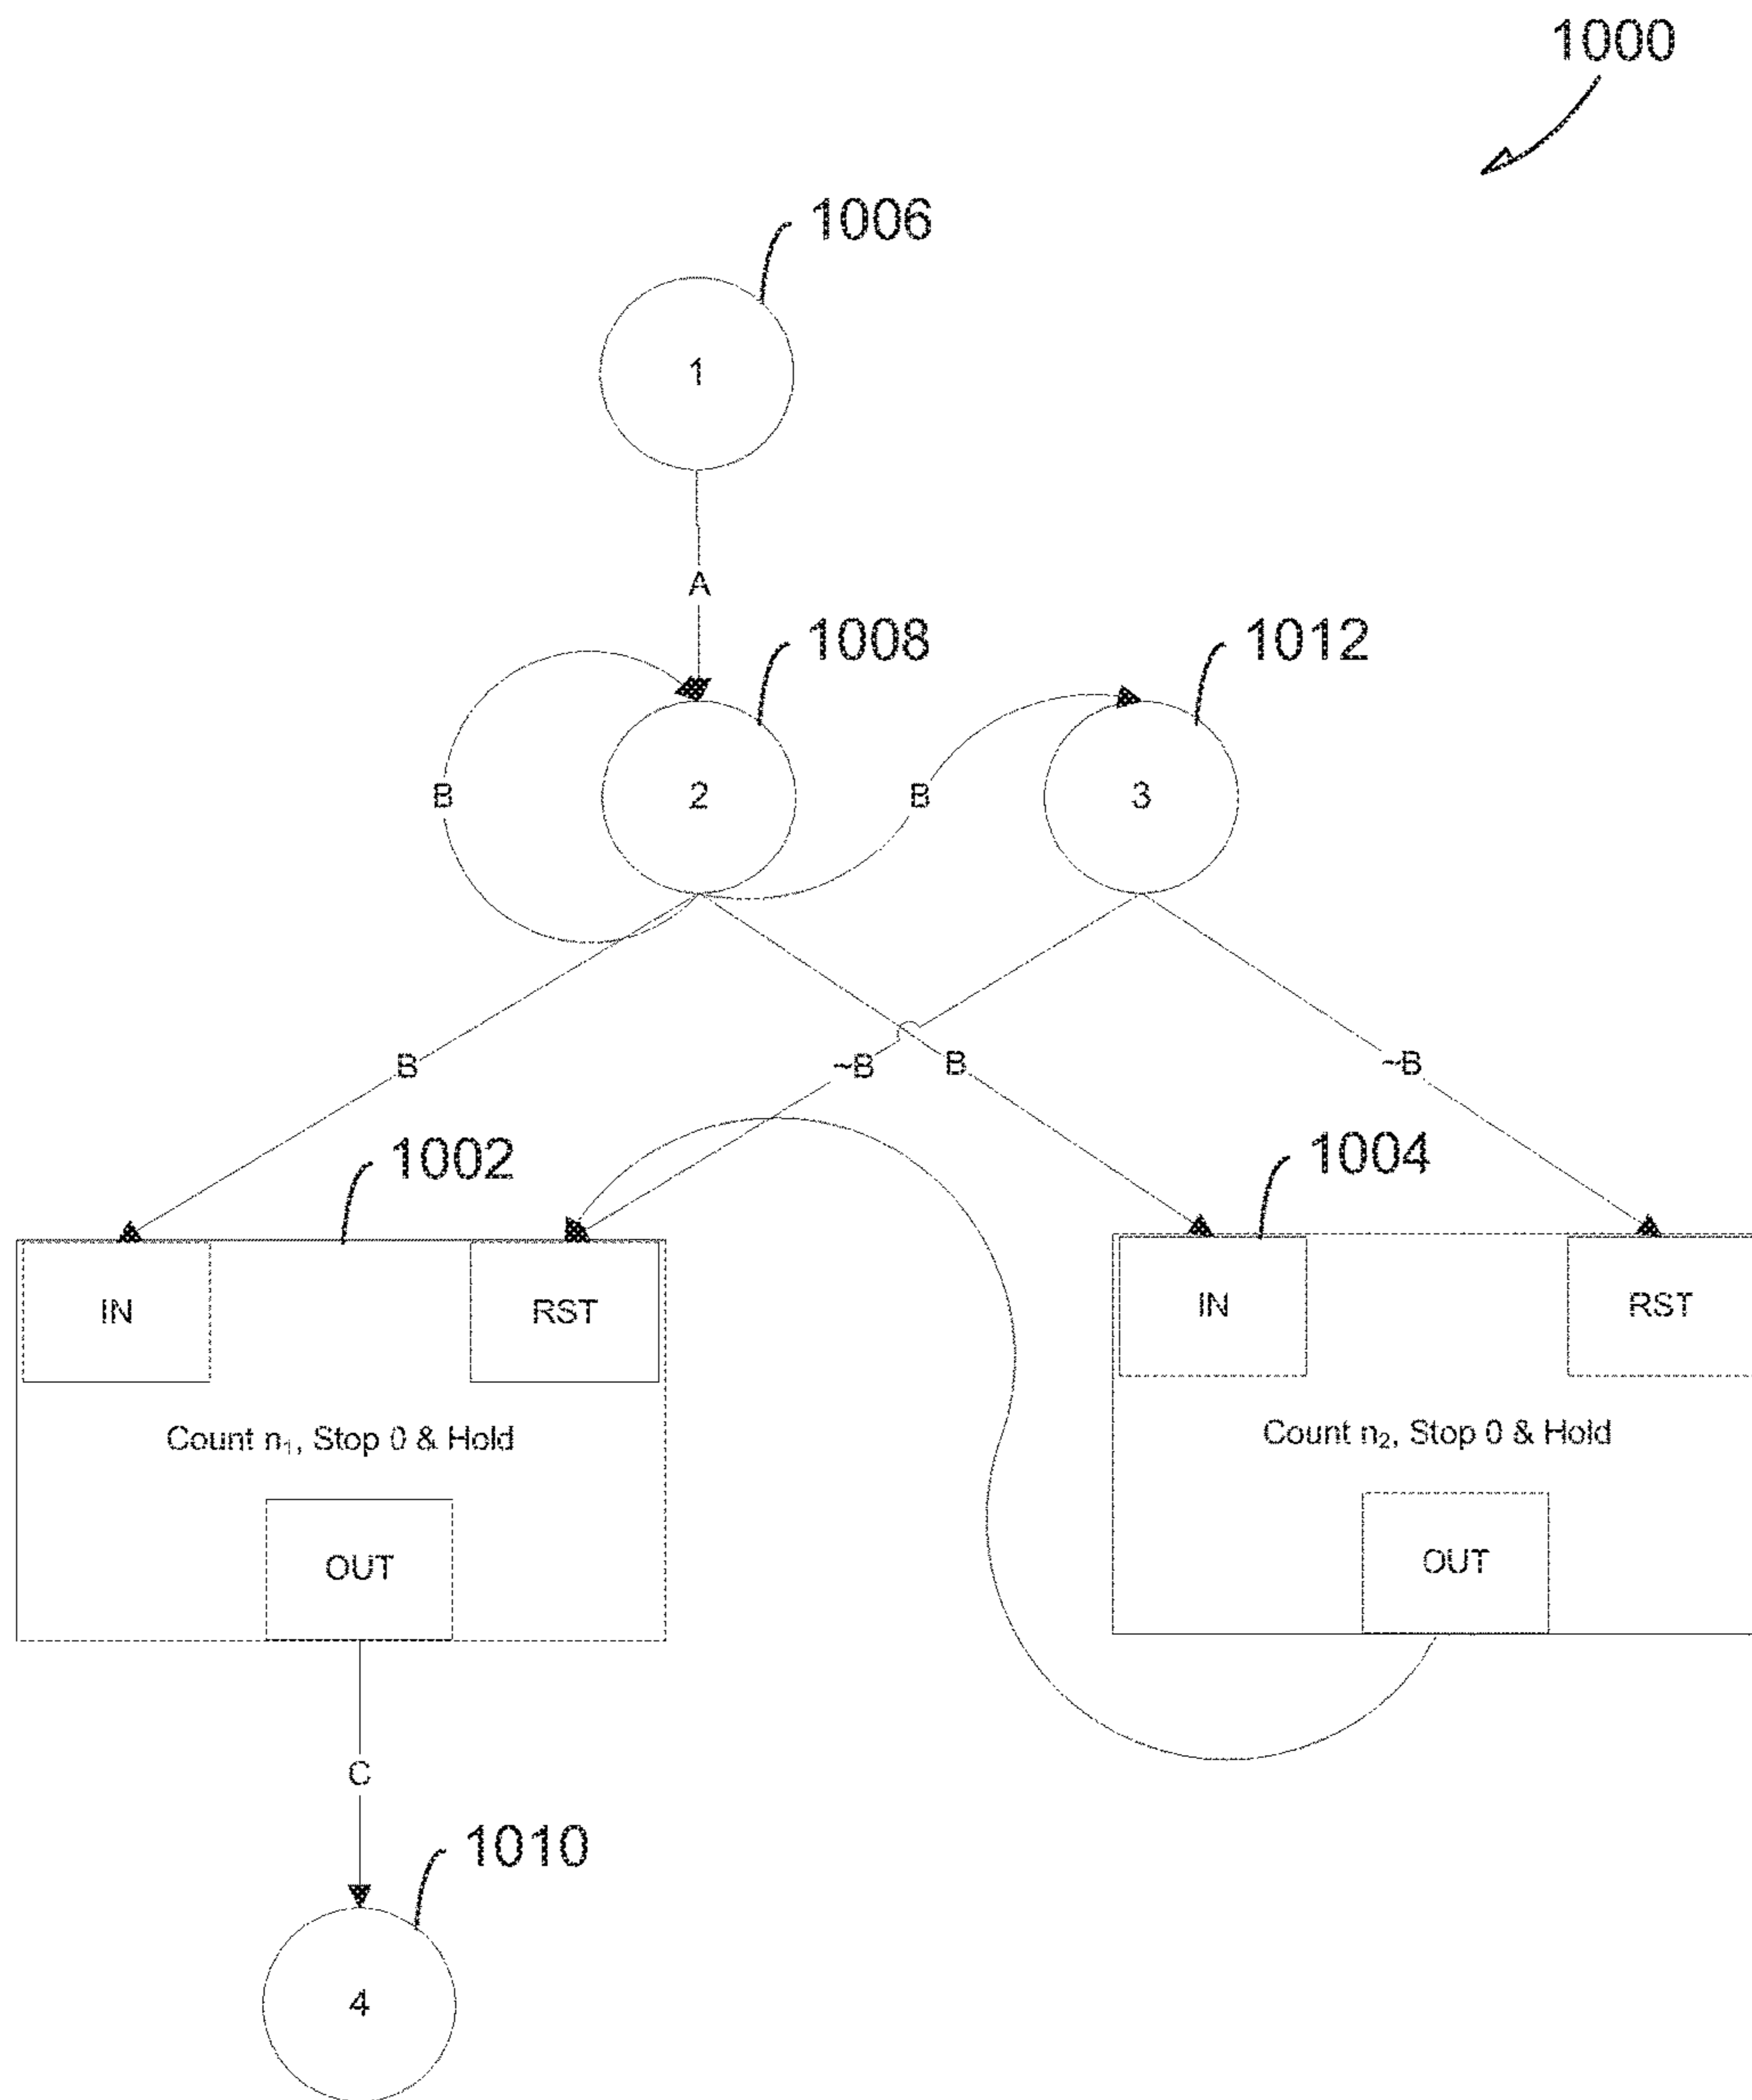 1000
1006
1
A
1008
1012
B
2
B
3
B
~B
B
~B
1002
1004
IN
RST
IN
RST
Count n₁, Stop 0 & Hold
Count n₂, Stop 0 & Hold
OUT
OUT
C
1010
4